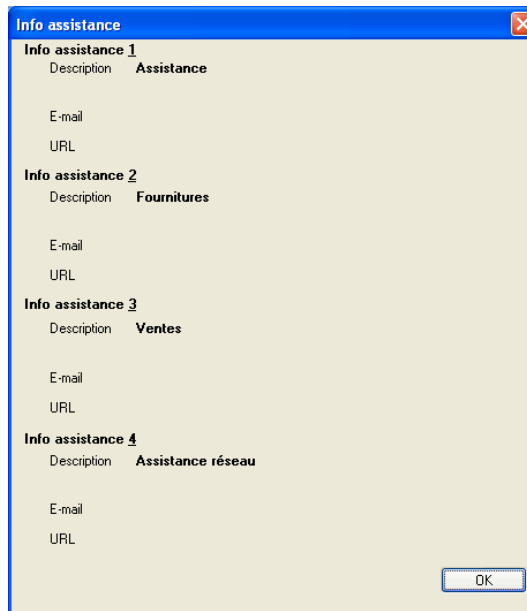 Info assistance
Info assistance 1
Description Assistance
E-mail
URL
Info assistance 2
Description Fournitures
E-mail
URL
Info assistance 3
Description Ventes
E-mail
URL
Info assistance 4
Description Assistance réseau
E-mail
URL
OK